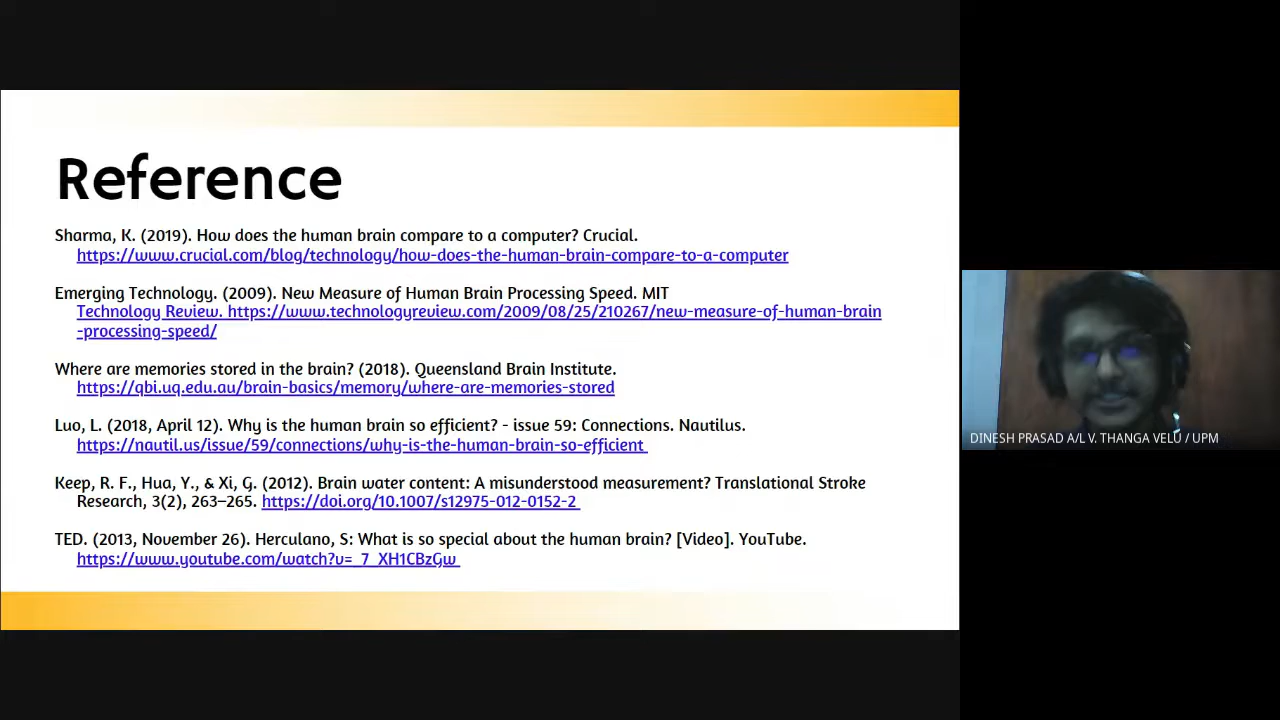 Reference
Sharma, K. (2019). How does the human brain compare to a computer? Crucial.
https://www.crucial.com/blog/technology/how-does-the-human-brain-compare-to-a-computer
Emerging Technology. (2009). New Measure of Human Brain Processing Speed. MIT
Technology Review. https://www.technologyreview.com/2009/08/25/210267/new-measure-of-human-brain
-processing-speed/
Where are memories stored in the brain? (2018). Queensland Brain Institute.
https://qbi.uq.edu.au/brain-basics/memory/where-are-memories-stored
Luo, L. (2018, April 12). Why is the human brain so efficient? - issue 59: Connections. Nautilus.
https://nautil.us/issue/59/connections/why-is-the-human-brain-so-efficient
Keep, R. F., Hua, Y., & Xi, G. (2012). Brain water content: A misunderstood measurement? Translational Stroke
Research, 3(2), 263–265. https://doi.org/10.1007/s12975-012-0152-2
TED. (2013, November 26). Herculano, S: What is so special about the human brain? [Video]. YouTube.
https://www.youtube.com/watch?v=_7_XH1CBzGw
DINESH PRASAD A/L V. THANGA VELU / UPM